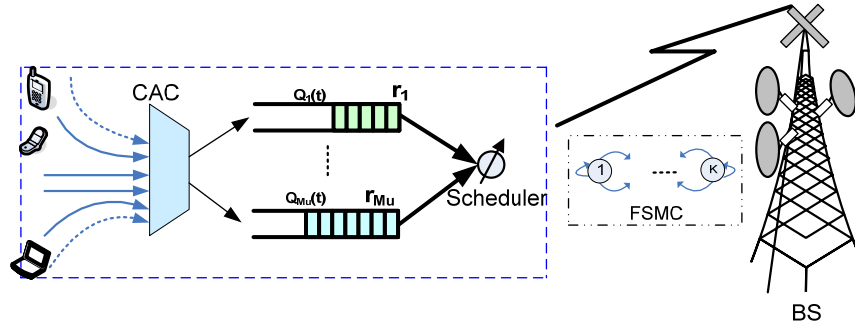 CAC
Q1(t)
r1
QMu(t)
rMu
Scheduler
1
K
FSMC
BS